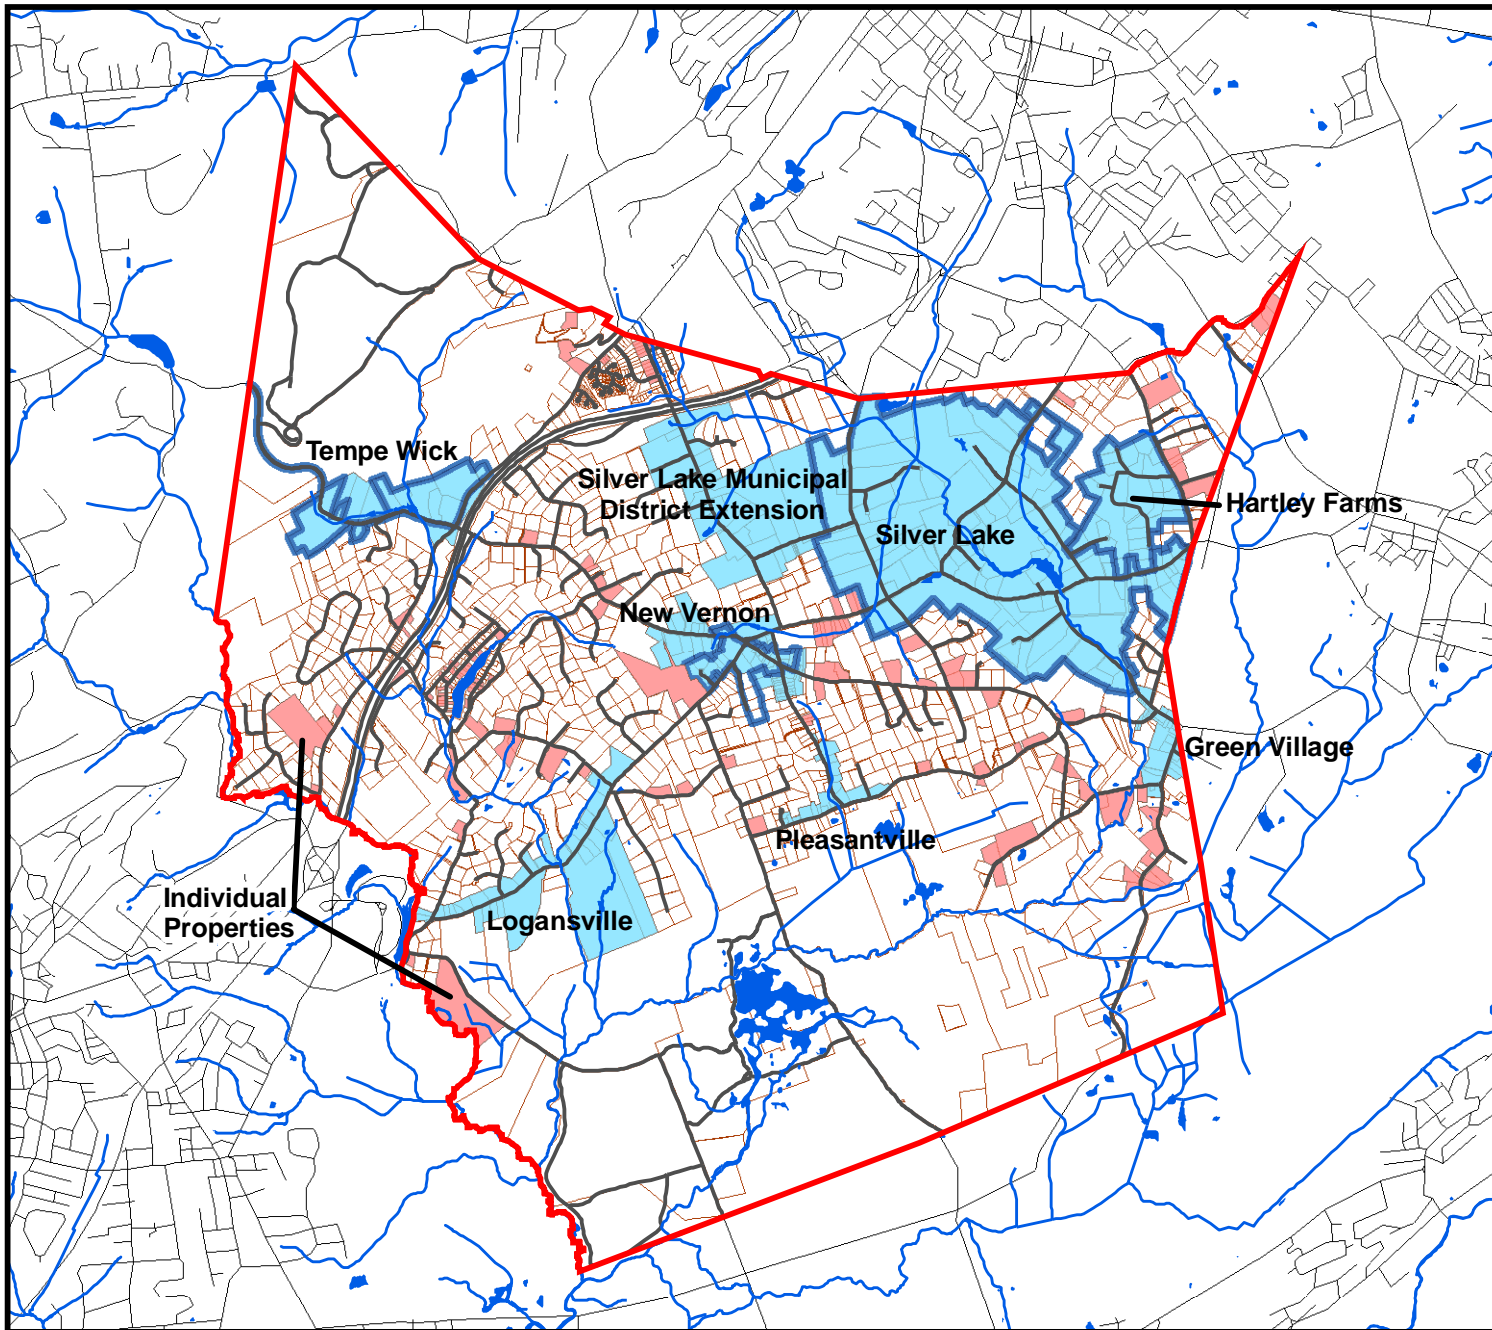 Tempe Wick
Silver Lake Municipal
District Extension
Hartley Farms
Silver Lake
New Vernon
Green Village
Pleasantville
Individual
Properties
Logansville